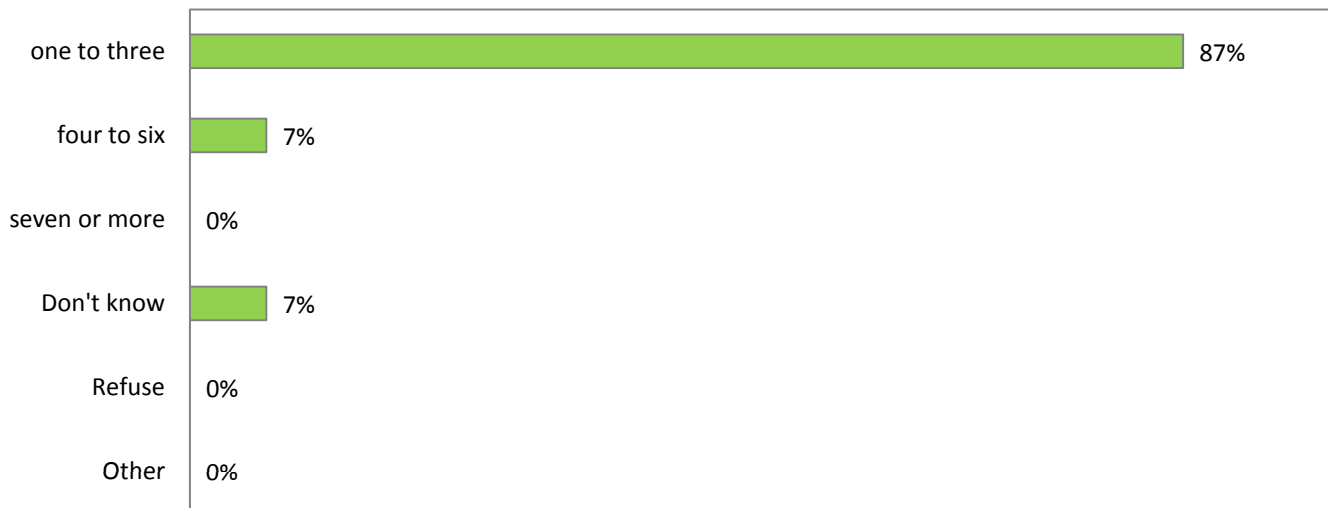 one to three 87%
four to six 7%
seven or more 0%
Don't know 7%
Refuse 0%
Other 0%